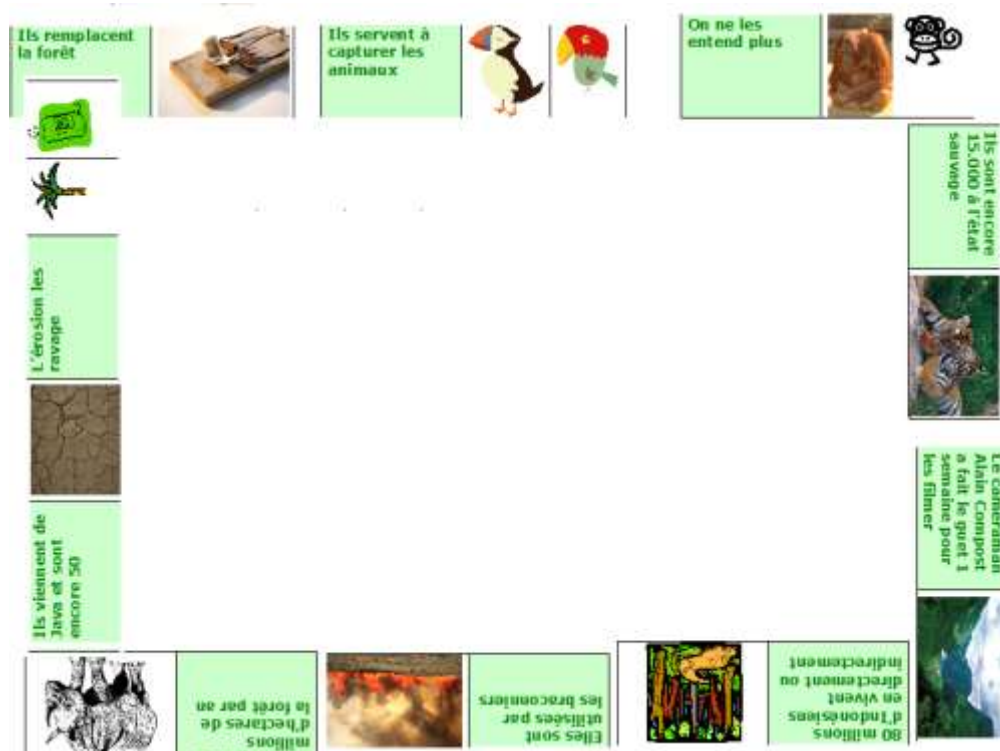 Ils remplacent
la forêt
Ils servent à
capturer les
animaux
On ne les
entend plus
Ils sont encore
15.000 à l'état
sauvage
Le caméraman
Alain Compost
a fait le guet 1
semaine pour
les filmer
80 millions
d'Indonésiens
en vivent
directement ou
indirectement
Elles sont
utilisées par
les braconniers
millions
d'hectares de
la forêt par an
Ils viennent de
Java et sont
encore 50
L'érosion les
ravage